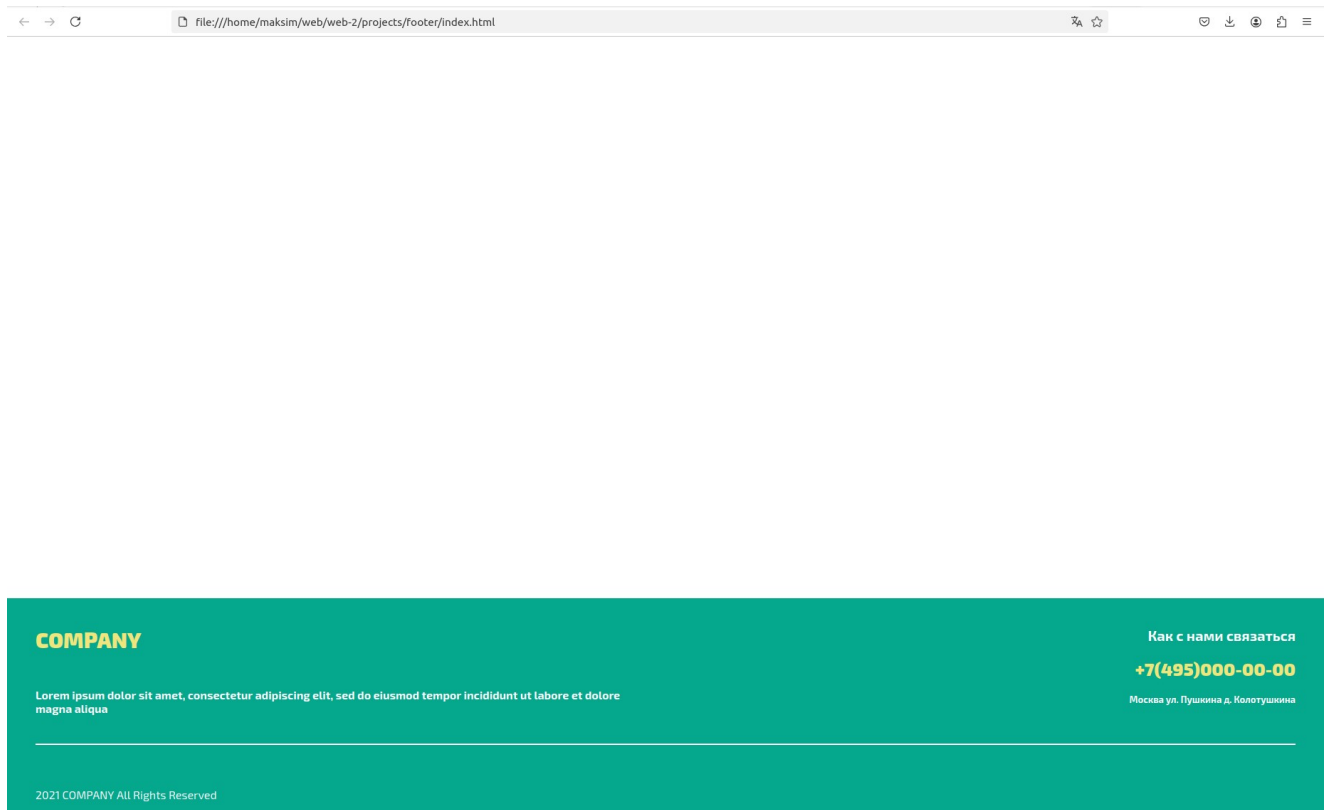 file:///home/maksim/web/web-2/projects/footer/index.html
COMPANY
Lorem ipsum dolor sit amet, consectetur adipiscing elit, sed do eiusmod tempor incididunt ut labore et dolore
magna aliqua
Как с нами связаться
+7(495)000-00-00
Москва ул. Пушкина д. Колотушкина
2021 COMPANY All Rights Reserved